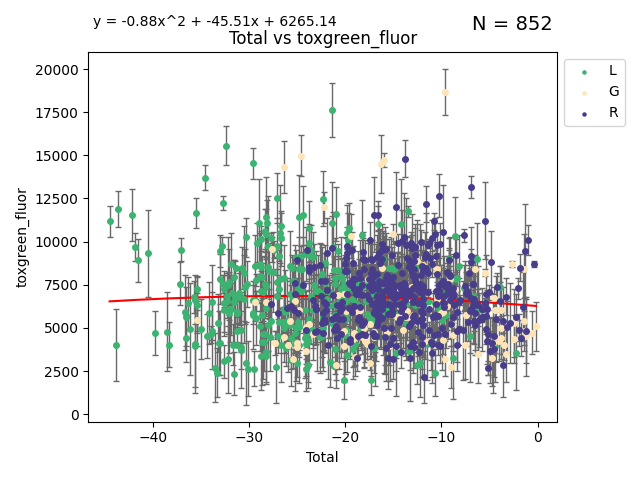 y = -0.88x^2 + -45.51x + 6265.14
N = 852
Total vs toxgreen_fluor
20000
17500
15000
12500
10000
7500
5000
2500
0
toxgreen_fluor
−40
−30
−20
−10
0
Total
L
G
R